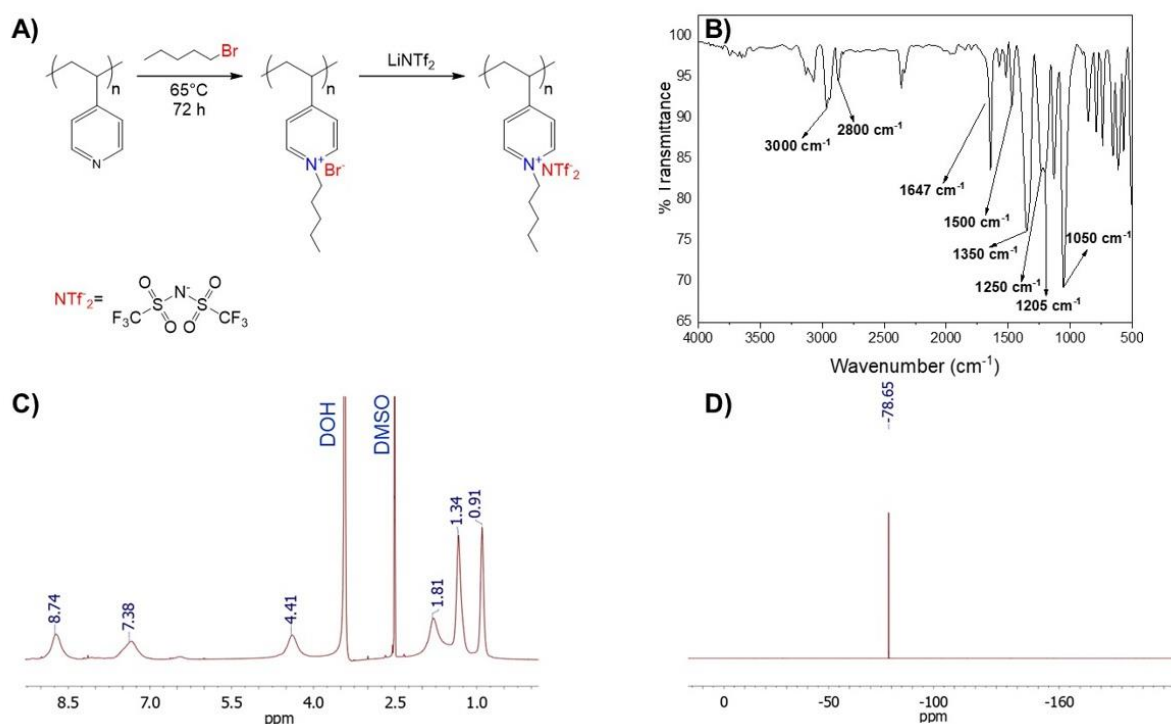 A)
Br
65°C
72 h
LiNTf2
n
n
n
N
N+
Br-
N+
NTf-2
NTf-2=
O
O
N-
S
S
F3C
CF3
O
O
B)
% Transmittance
100
95
90
85
80
75
70
65
3000 cm-1
2800 cm-1
1647 cm-1
1500 cm-1
1350 cm-1
1250 cm-1
1205 cm-1
1050 cm-1
4000 3500 3000 2500 2000 1500 1000 500
Wavenumber (cm-1)
C)
DOH
DMSO
8.74
7.38
4.41
1.81
1.34
0.91
8.5 7.0 5.5 4.0 2.5 1.0
ppm
D)
-78.65
0 -50 -100 -160
ppm